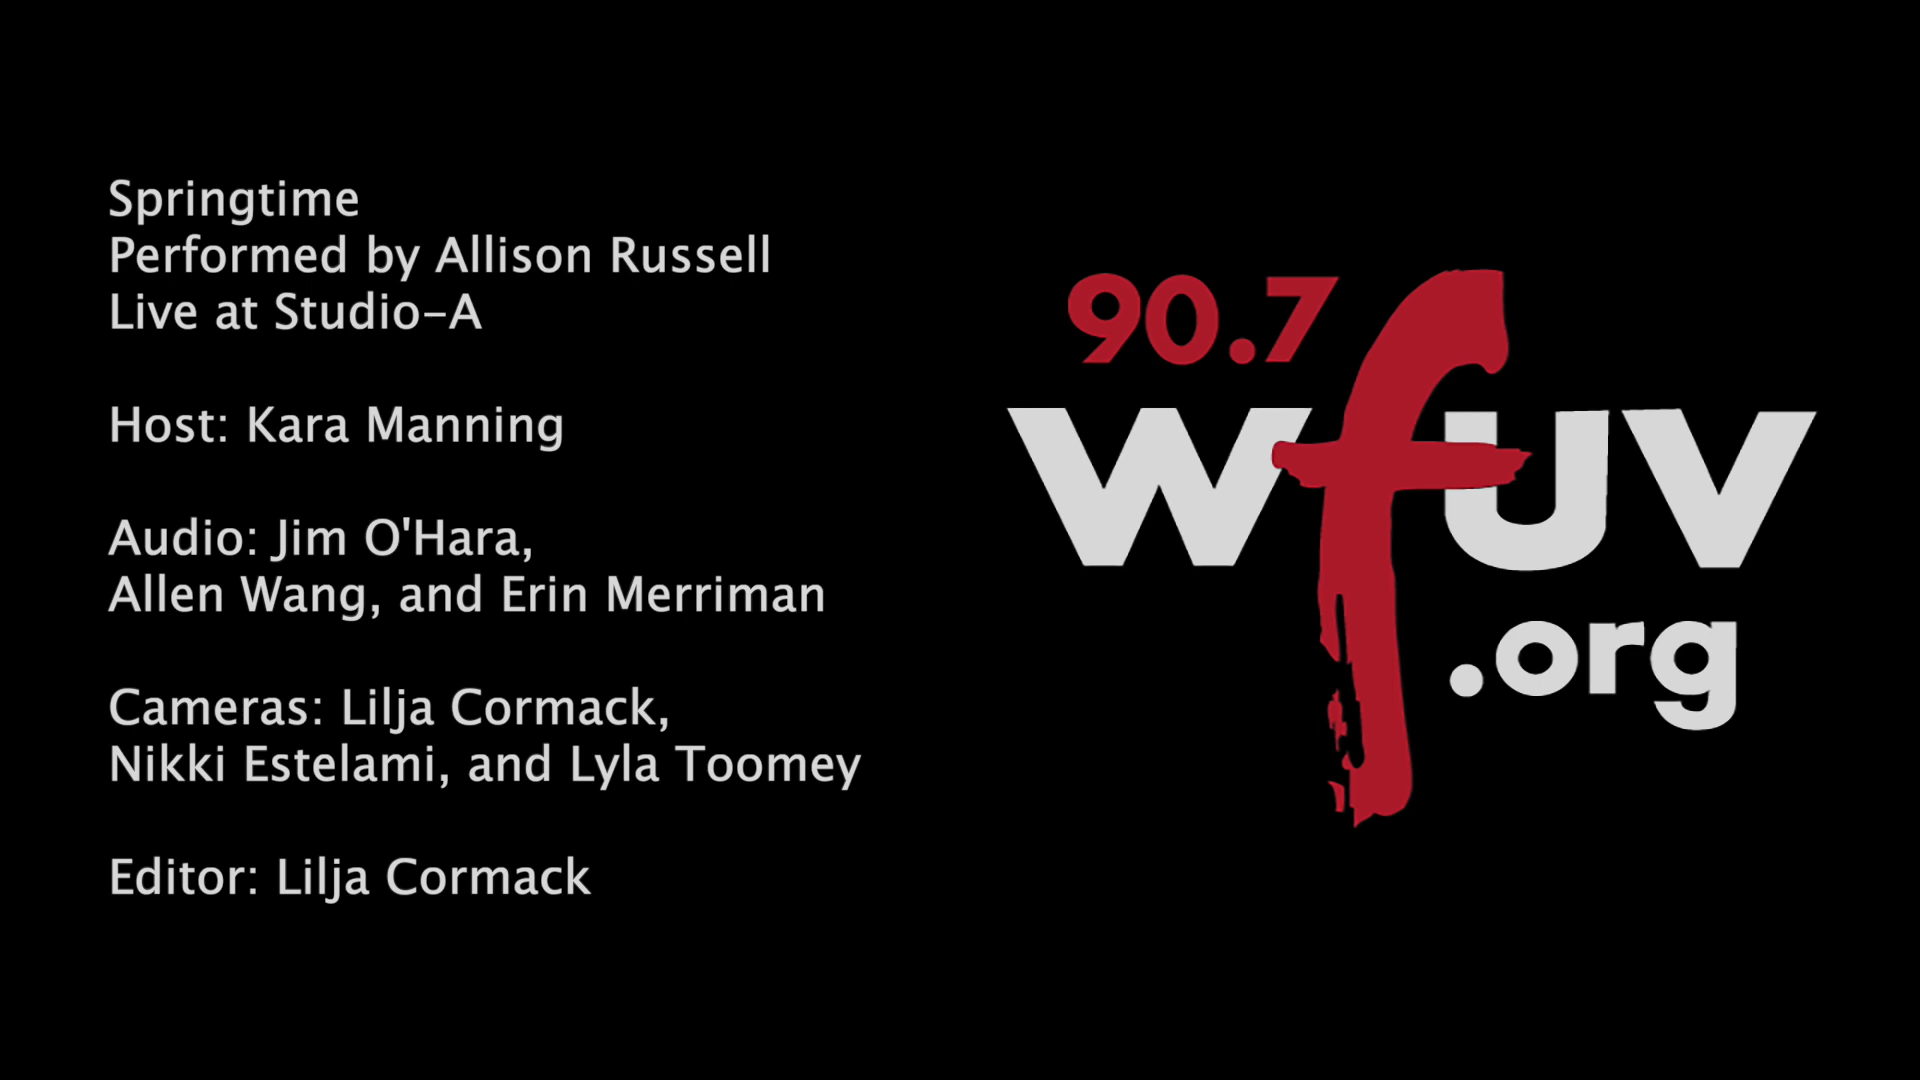 Springtime
Performed by Allison Russell
Live at Studio-A
Host: Kara Manning
Audio: Jim O'Hara,
Allen Wang, and Erin Merriman
Cameras: Lilja Cormack,
Nikki Estelami, and Lyla Toomey
Editor: Lilja Cormack
90.7
wfuv
.org